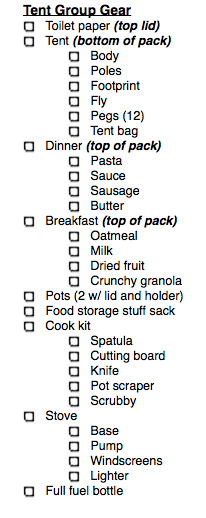 Tent Group Gear
Toilet paper (top lid)
Tent (bottom of pack)
Body
Poles
Footprint
Fly
Pegs (12)
Tent bag
Dinner (top of pack)
Pasta
Sauce
Sausage
Butter
Breakfast (top of pack)
Oatmeal
Milk
Dried fruit
Crunchy granola
Pots (2 w/ lid and holder)
Food storage stuff sack
Cook kit
Spatula
Cutting board
Knife
Pot scraper
Scrubby
Stove
Base
Pump
Windscreens
Lighter
Full fuel bottle